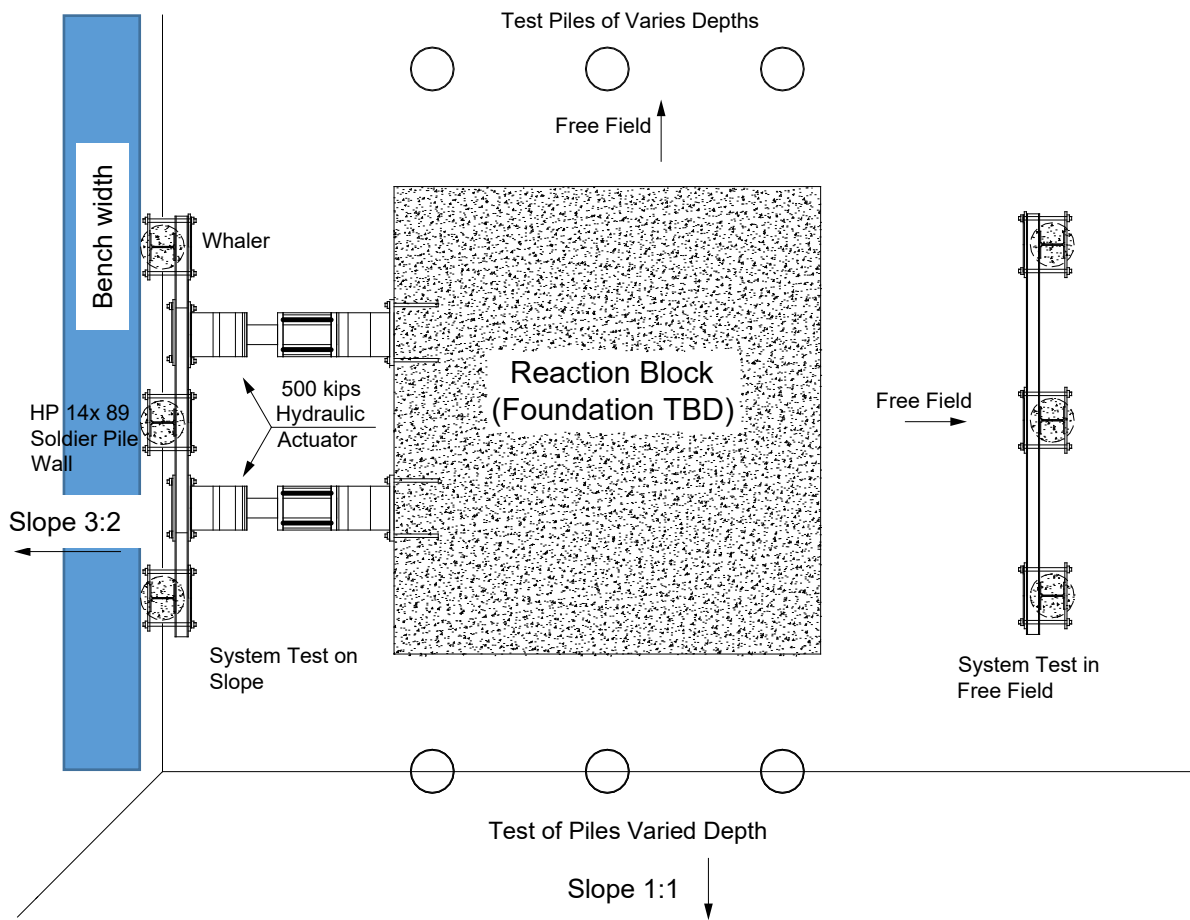 Test Piles of Varies Depths
Free Field
Bench width
Whaler
500 kips
Hydraulic
Actuator
Reaction Block
(Foundation TBD)
Free Field
HP 14x 89
Soldier Pile
Wall
Slope 3:2
System Test on
Slope
System Test in
Free Field
Test of Piles Varied Depth
Slope 1:1